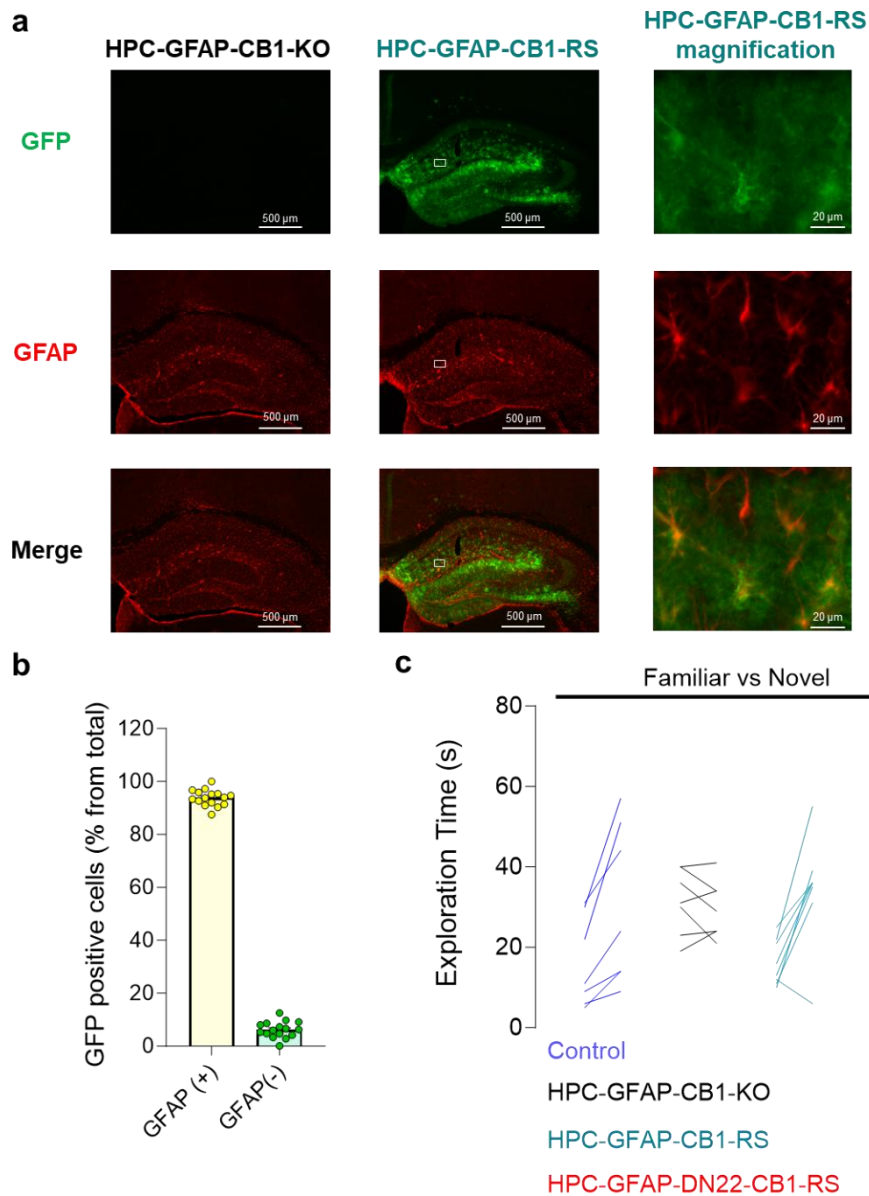 a
HPC-GFAP-CB1-KO
HPC-GFAP-CB1-RS
HPC-GFAP-CB1-RS
magnification
GFP
500 µm
500 µm
20 µm
GFAP
500 µm
500 µm
20 µm
Merge
500 µm
500 µm
20 µm
b
GFP positive cells (% from total)
120
100
80
60
40
20
0
GFAP (+)
GFAP(-)
c
Familiar vs Novel
Exploration Time (s)
80
60
40
20
0
Control
HPC-GFAP-CB1-KO
HPC-GFAP-CB1-RS
HPC-GFAP-DN22-CB1-RS